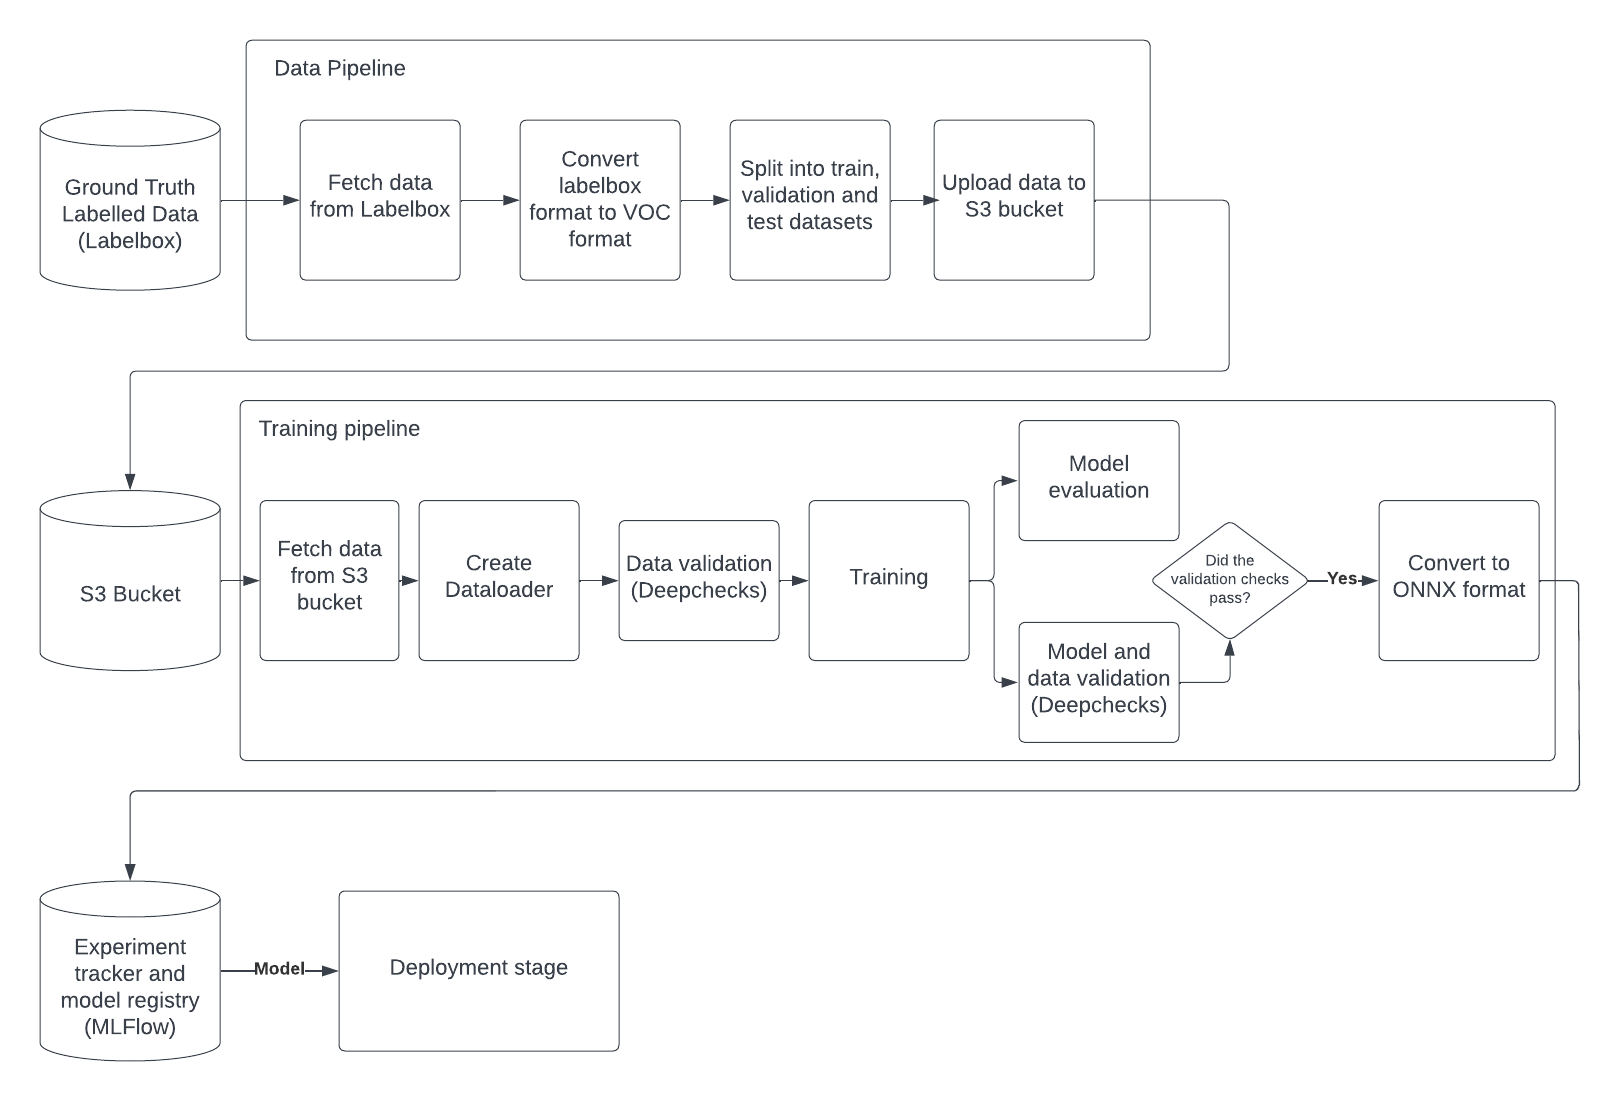 Data Pipeline
Ground Truth
Labelled Data
(Labelbox)
Fetch data
from Labelbox
Convert
labelbox
format to VOC
format
Split into train,
validation and
test datasets
Upload data to
S3 bucket
Training pipeline
S3 Bucket
Fetch data
from S3
bucket
Create
Dataloader
Data validation
(Deepchecks)
Training
Model
evaluation
Model and
data validation
(Deepchecks)
Did the
validation checks
pass?
Yes
Convert to
ONNX format
Experiment
tracker and
model registry
(MLFlow)
Model
Deployment stage